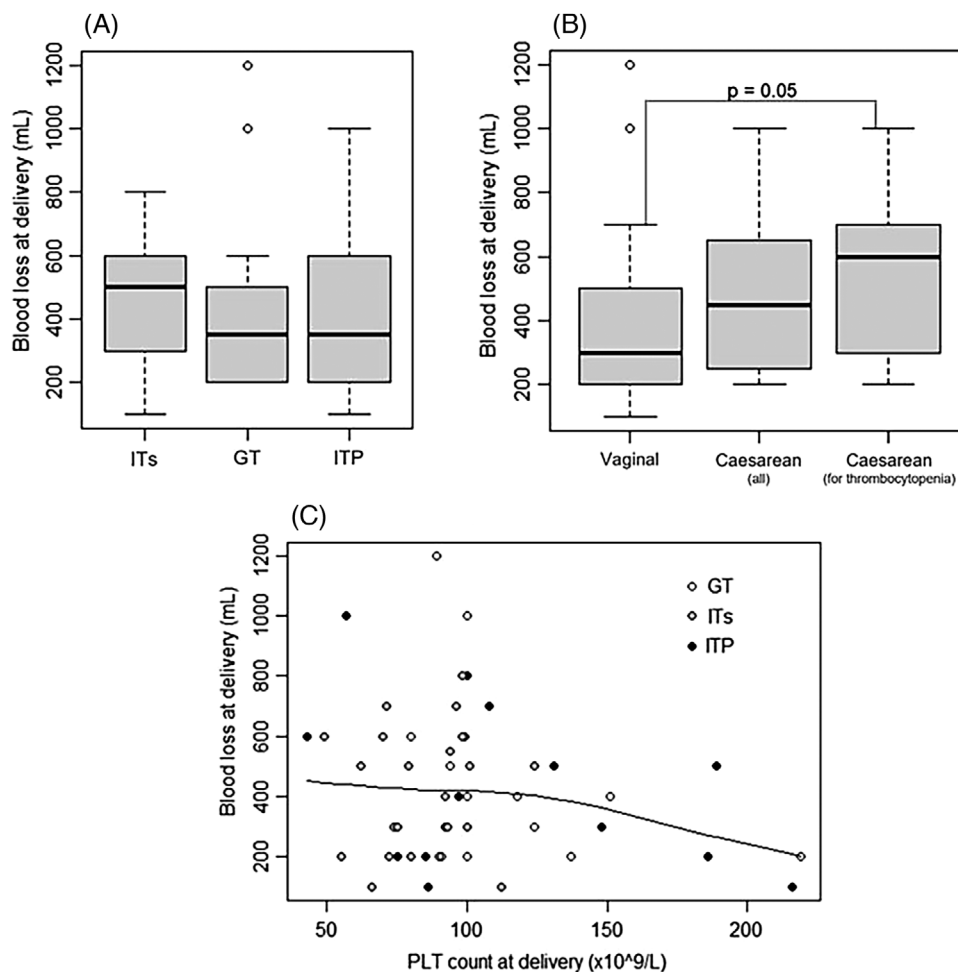 (A)
Blood loss at delivery (mL)
1200
1000
800
600
400
200
ITs GT ITP
(B)
Blood loss at delivery (mL)
1200
1000
800
600
400
200
p = 0.05
Vaginal Caesarean Caesarean
(all) (for thrombocytopenia)
(C)
Blood loss at delivery (mL)
1200
1000
800
600
400
200
GT
ITs
ITP
50 100 150 200
PLT count at delivery (x10^9/L)